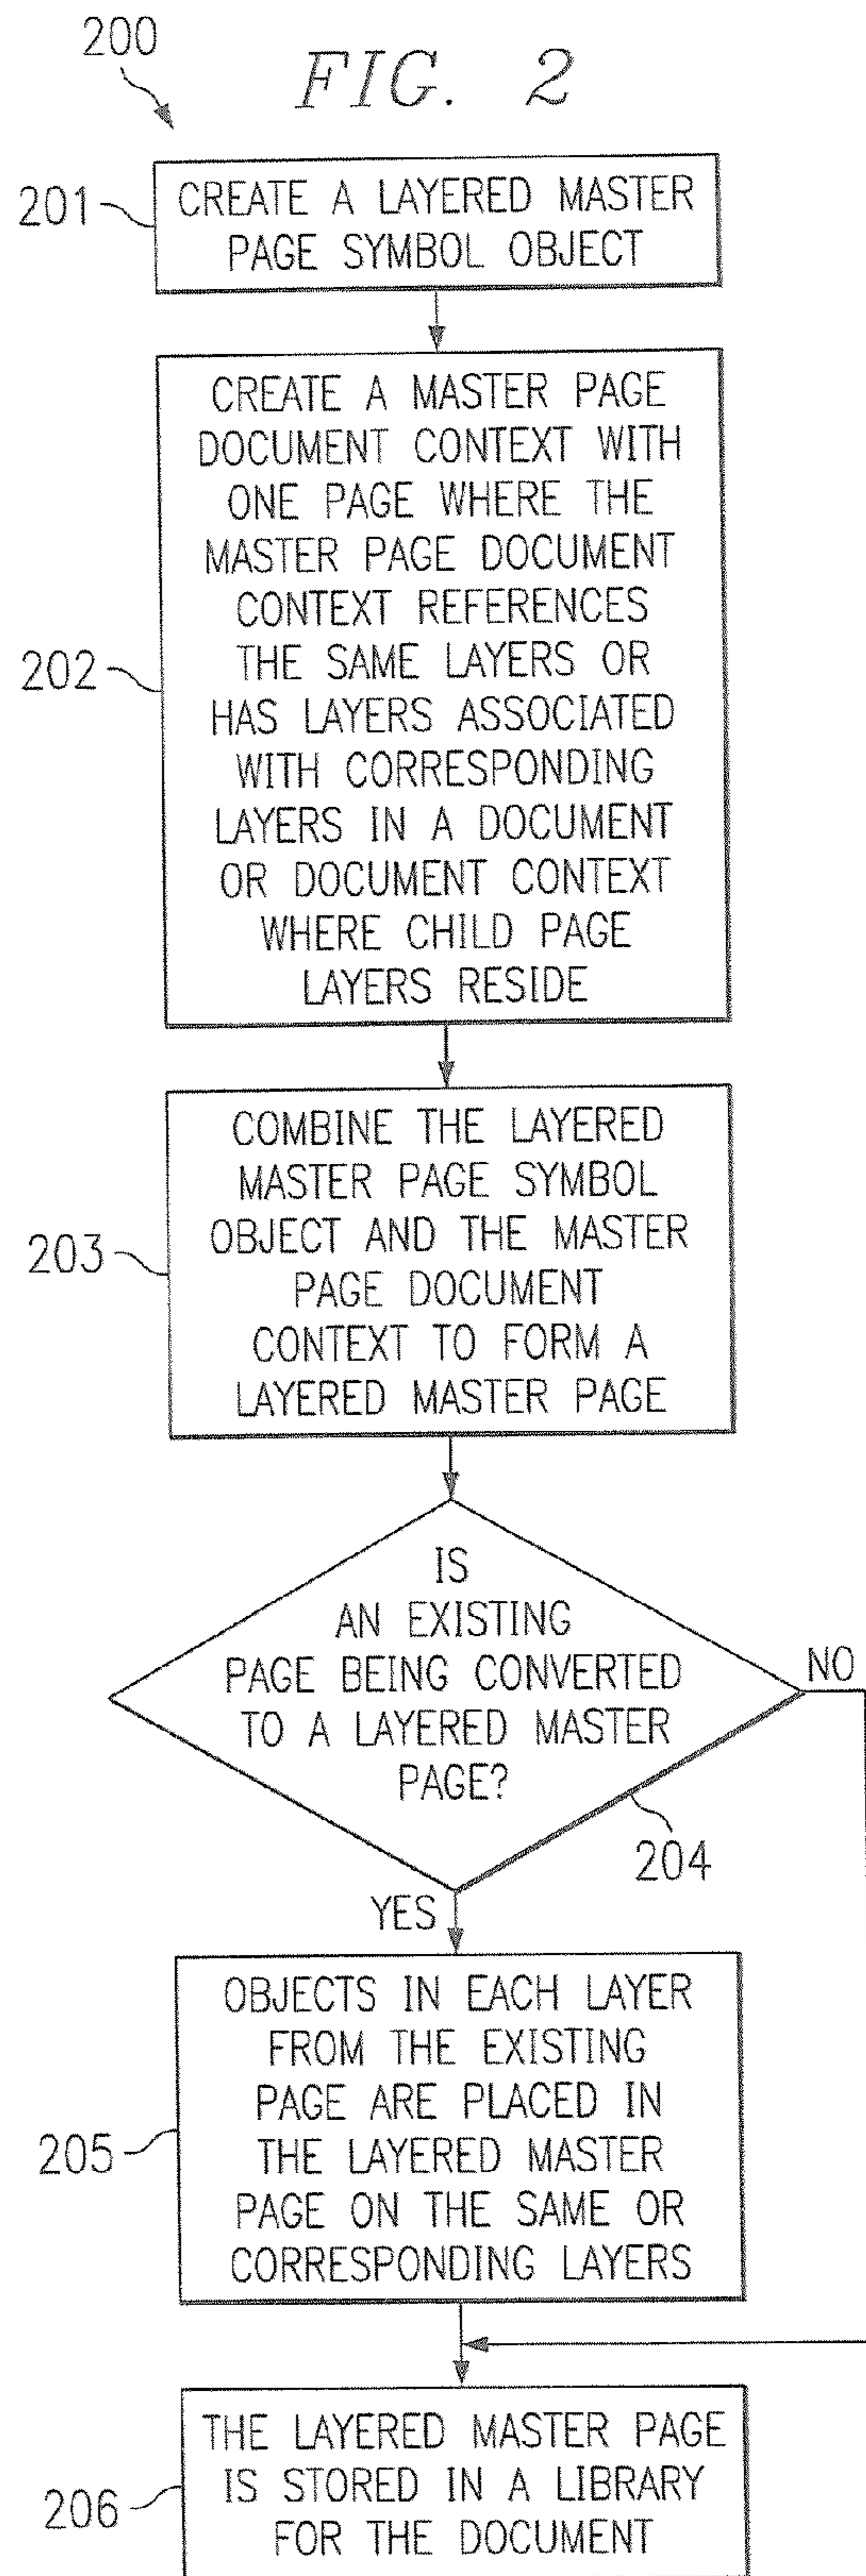 200
FIG. 2
201
CREATE A LAYERED MASTER
PAGE SYMBOL OBJECT
202
CREATE A MASTER PAGE
DOCUMENT CONTEXT WITH
ONE PAGE WHERE THE
MASTER PAGE DOCUMENT
CONTEXT REFERENCES
THE SAME LAYERS OR
HAS LAYERS ASSOCIATED
WITH CORRESPONDING
LAYERS IN A DOCUMENT
OR DOCUMENT CONTEXT
WHERE CHILD PAGE
LAYERS RESIDE
203
COMBINE THE LAYERED
MASTER PAGE SYMBOL
OBJECT AND THE MASTER
PAGE DOCUMENT
CONTEXT TO FORM A
LAYERED MASTER PAGE
IS
AN EXISTING
PAGE BEING CONVERTED
TO A LAYERED MASTER
PAGE?
NO
204
YES
205
OBJECTS IN EACH LAYER
FROM THE EXISTING
PAGE ARE PLACED IN
THE LAYERED MASTER
PAGE ON THE SAME OR
CORRESPONDING LAYERS
206
THE LAYERED MASTER PAGE
IS STORED IN A LIBRARY
FOR THE DOCUMENT